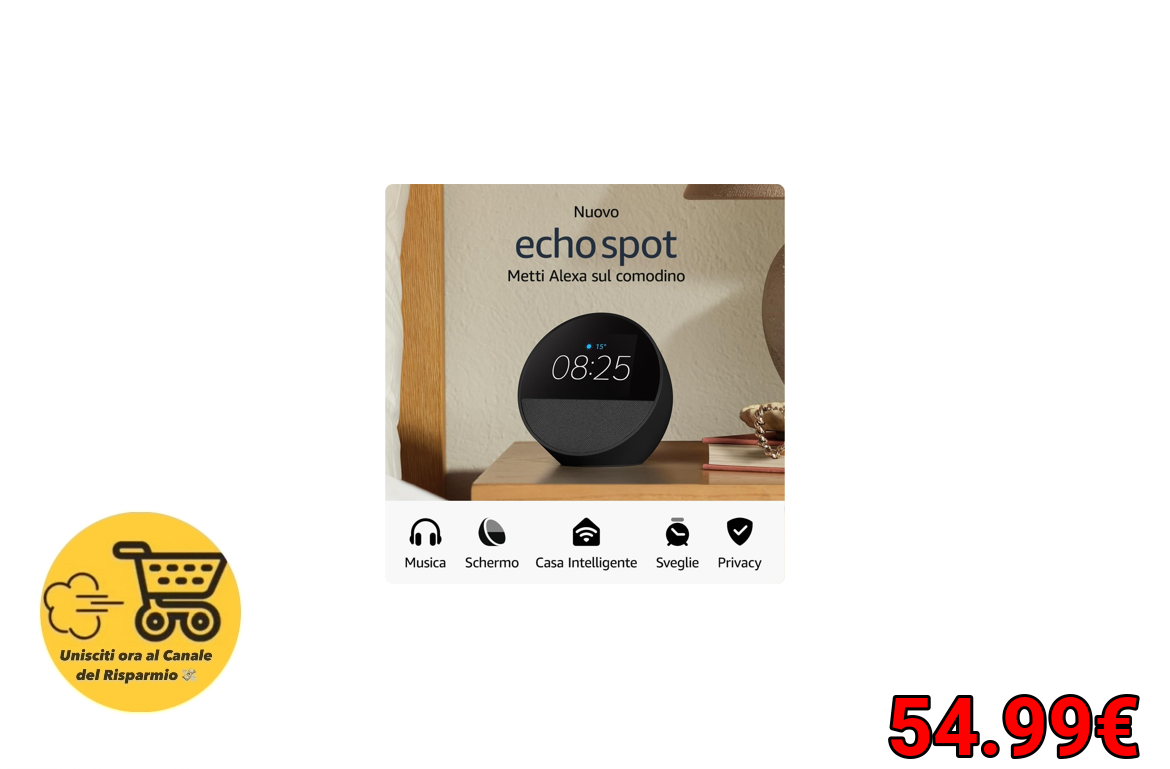 Nuovo
echo spot
Metti Alexa sul comodino
15°
08:25
Musica
Schermo
Casa Intelligente
Sveglie
Privacy
Unisciti ora al Canale
del Risparmio 💸
54.99€